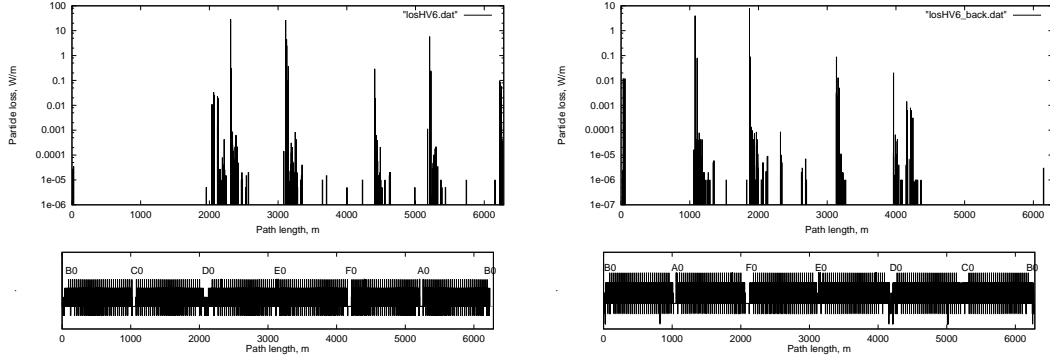 "losHV6.dat"
100
10
1
0.1
0.01
0.001
0.0001
1e-05
1e-06
Particle loss, W/m
0 1000 2000 3000 4000 5000 6000
Path length, m
B0 C0 D0 E0 F0 A0 B0
0 1000 2000 3000 4000 5000 6000
Path length, m
"losHV6_back.dat"
10
1
0.1
0.01
0.001
0.0001
1e-05
1e-06
1e-07
Particle loss, W/m
0 1000 2000 3000 4000 5000 6000
Path length, m
B0 A0 F0 E0 D0 C0 B0
0 1000 2000 3000 4000 5000 6000
Path length, m